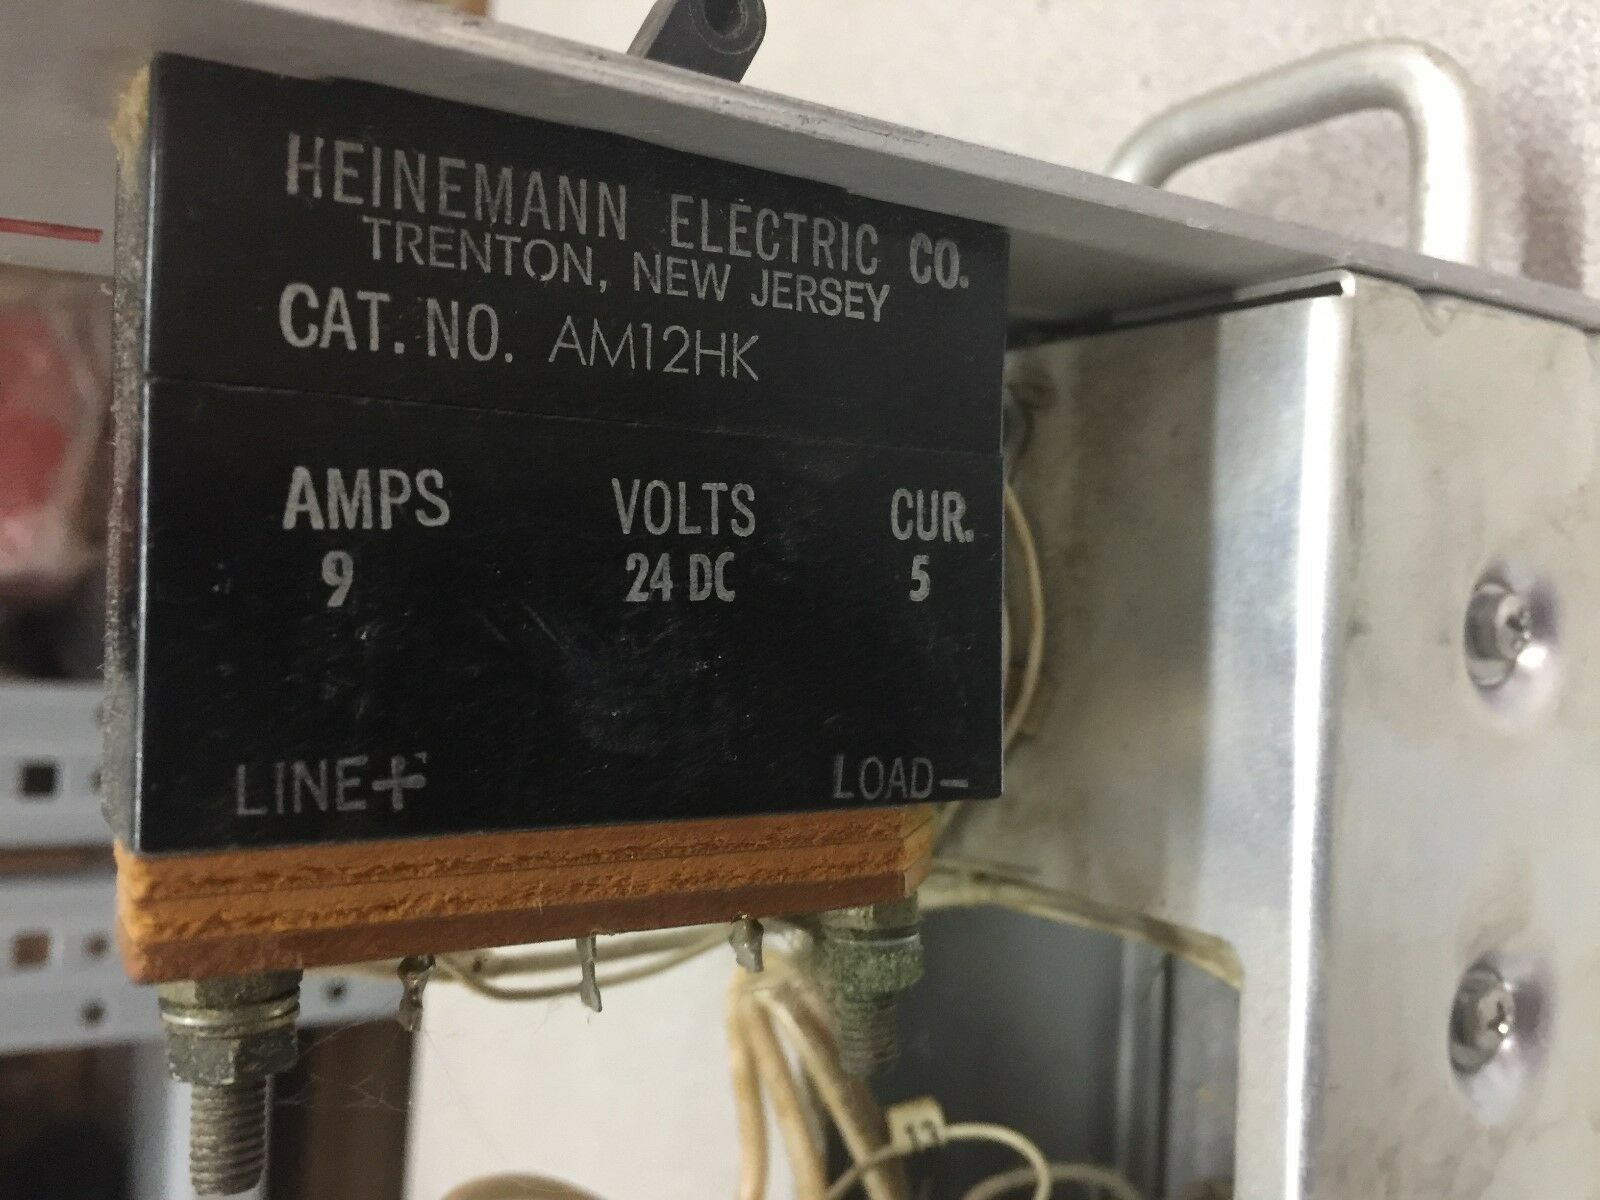 HEINEMANN ELECTRIC CO.
TRENTON, NEW JERSEY
CAT. NO. AM12HK
AMPS VOLTS CUR.
9 24 DC 5
LINE+ LOAD-